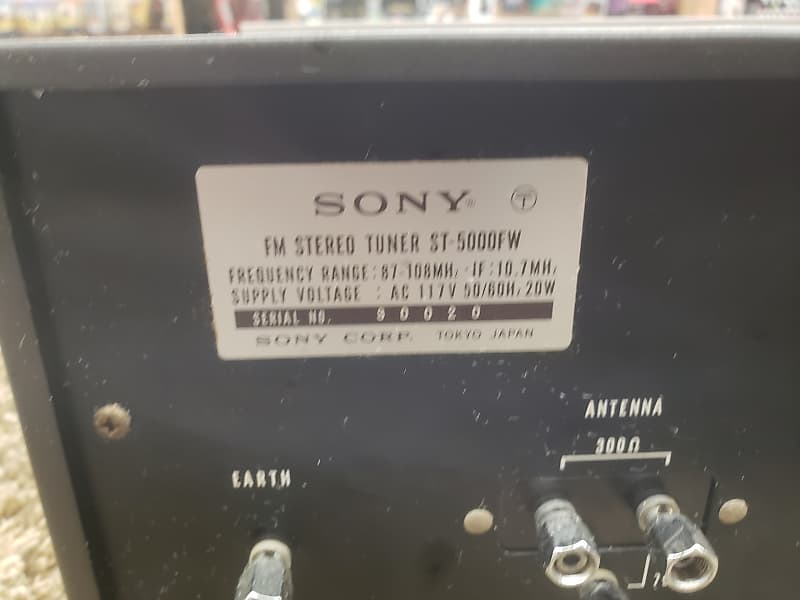 SONY
FM STEREO TUNER ST-5000FW
FREQUENCY RANGE: 87-108MHz IF: 10.7MHz
SUPPLY VOLTAGE : AC 117V 50/60Hz 20W
SERIAL NO. 90020
SONY CORP. TOKYO JAPAN
ANTENNA
300Ω
EARTH